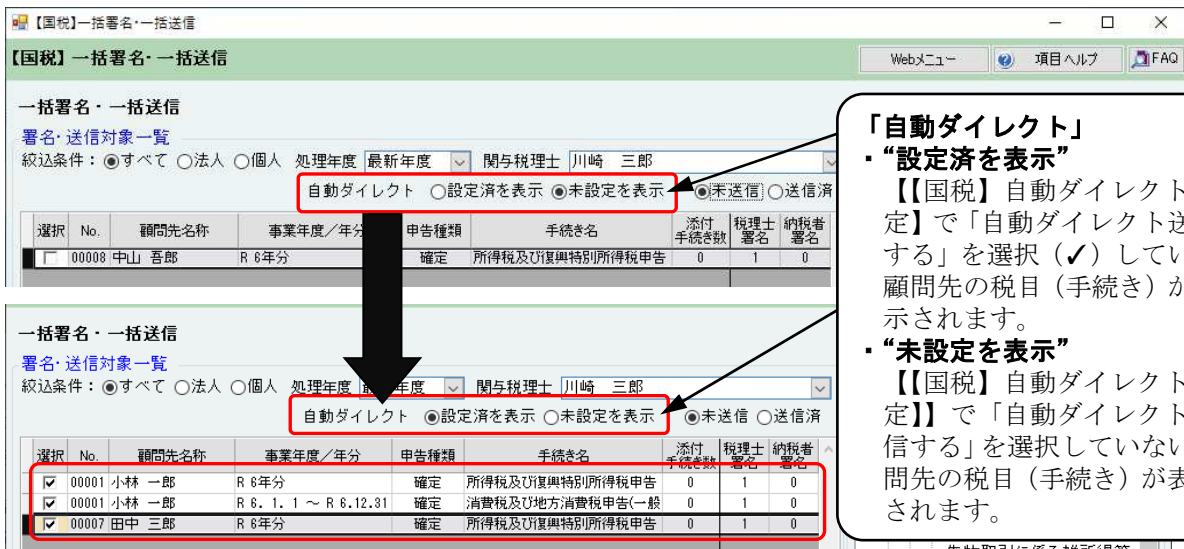 【国税】一括署名・一括送信
【国税】一括署名・一括送信
Webメニュー 項目ヘルプ FAQ
一括署名・一括送信
署名・送信対象一覧
絞込条件：すべて 法人 個人 処理年度 最新年度 関与税理士 川崎 三郎
自動ダイレクト 設定済を表示 未設定を表示 未送信 送信済
選択 No. 顧問先名称 事業年度／年分 申告種類 手続き名 添付手続き数 税理士署名 納税者署名
00008 中山 吾郎 R 6年分 確定 所得税及び復興特別所得税申告 0 1 0
一括署名・一括送信
署名・送信対象一覧
絞込条件：すべて 法人 個人 処理年度 年度 関与税理士 川崎 三郎
自動ダイレクト 設定済を表示 未設定を表示 未送信 送信済
選択 No. 顧問先名称 事業年度／年分 申告種類 手続き名 添付手続き数 税理士署名 納税者署名
00001 小林 一郎 R 6年分 確定 所得税及び復興特別所得税申告 0 1 0
00001 小林 一郎 R 6. 1. 1 ～ R 6.12.31 確定 消費税及び地方消費税申告(一般 0 1 0
00007 田中 三郎 R 6年分 確定 所得税及び復興特別所得税申告 0 1 0
「自動ダイレクト」
・“設定済を表示”
【【国税】自動ダイレクト
定】で「自動ダイレクト送
する」を選択（✓）してい
顧問先の税目（手続き）が
示されます。
・“未設定を表示”
【【国税】自動ダイレクト
定】】で「自動ダイレクト
信する」を選択していない
問先の税目（手続き）が表
されます。